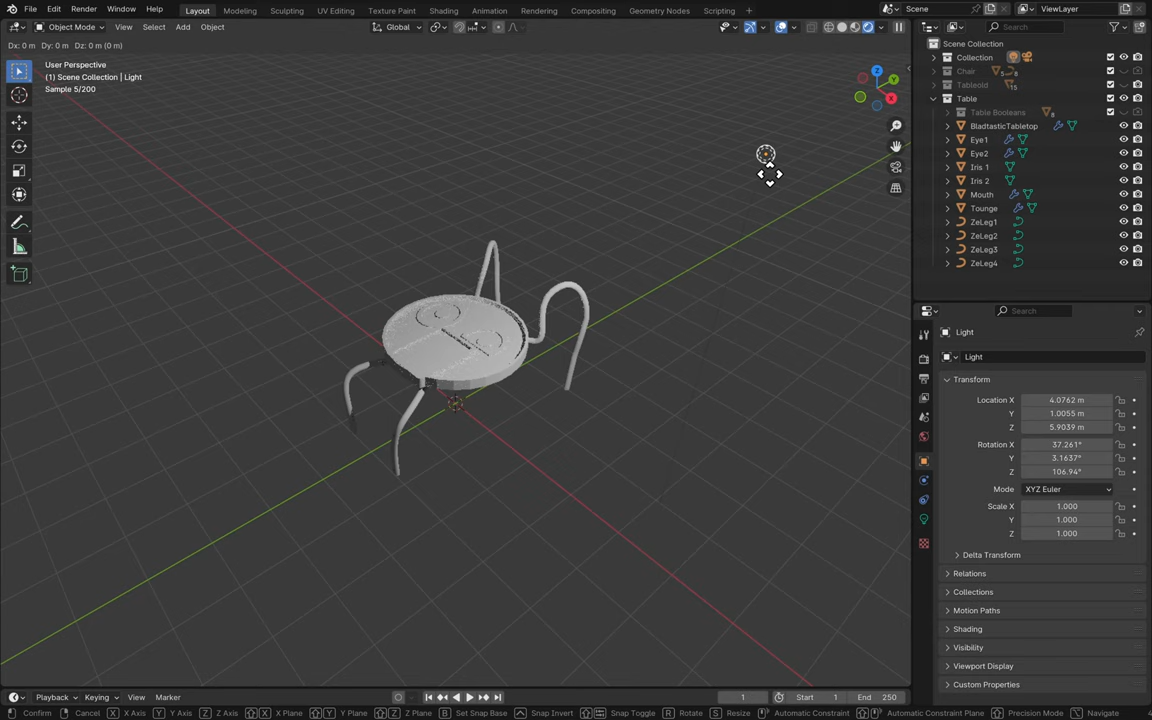 File Edit Render Window Help Layout Modeling Sculpting UV Editing Texture Paint Shading Animation Rendering Compositing Geometry Nodes Scripting + Scene ViewLayer
Object Mode View Select Add Object Global Search
Dx: 0 m Dy: 0 m Dz: 0 m (0 m)
User Perspective
(1) Scene Collection | Light
Sample 5/200
Z
Y
X
Scene Collection
Collection
Chair 5 8
Tableold 15
Table
Table Booleans 8
BladtasticTabletop
Eye1
Eye2
Iris 1
Iris 2
Mouth
Tounge
ZeLeg1
ZeLeg2
ZeLeg3
ZeLeg4
Search
Light
Light
Transform
Location X 4.0762 m
Y 1.0055 m
Z 5.9039 m
Rotation X 37.261°
Y 3.1637°
Z 106.94°
Mode XYZ Euler
Scale X 1.000
Y 1.000
Z 1.000
Delta Transform
Relations
Collections
Motion Paths
Shading
Visibility
Viewport Display
Custom Properties
Playback Keying View Marker 1 Start 1 End 250
Confirm Cancel X X Axis Y Y Axis Z Z Axis X X Plane Y Y Plane Z Z Plane B Set Snap Base Snap Invert Snap Toggle R Rotate S Resize Automatic Constraint Automatic Constraint Plane Precision Mode Navigate